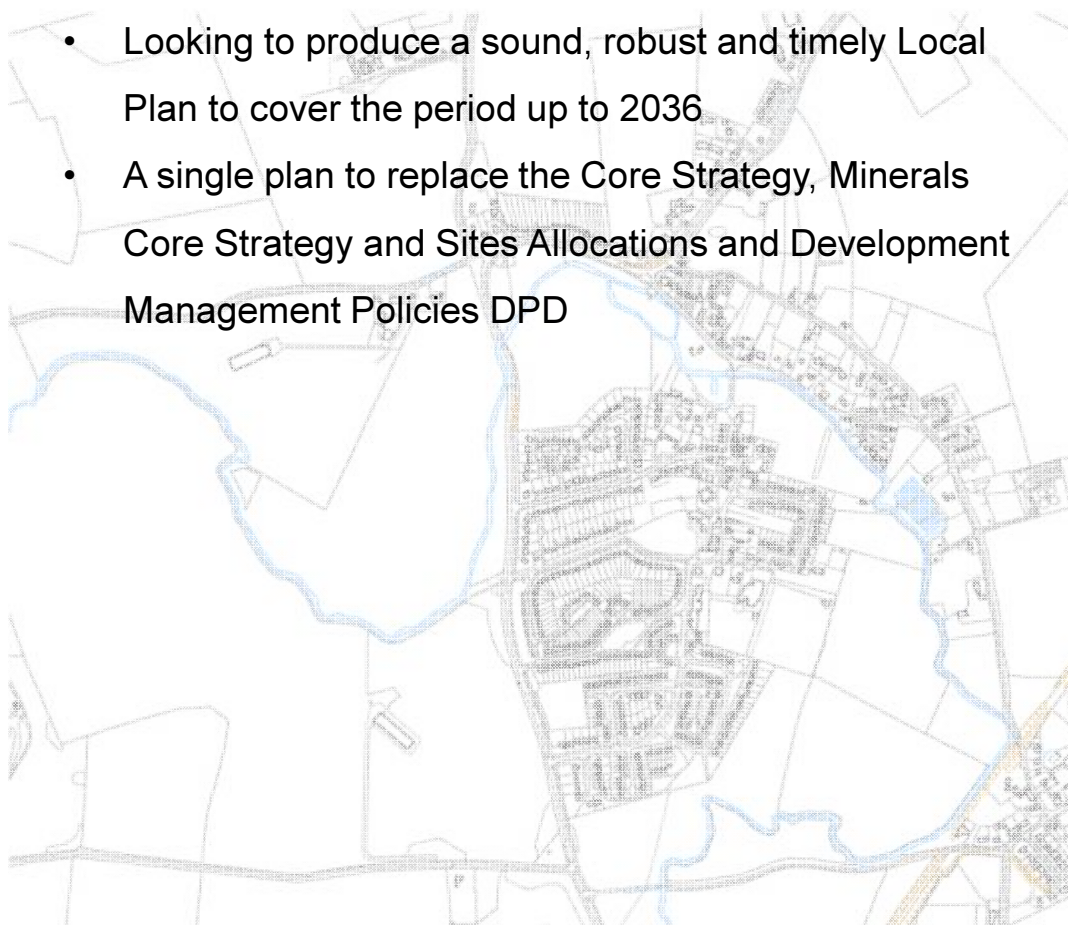 • Looking to produce a sound, robust and timely Local
Plan to cover the period up to 2036
• A single plan to replace the Core Strategy, Minerals
Core Strategy and Sites Allocations and Development
Management Policies DPD